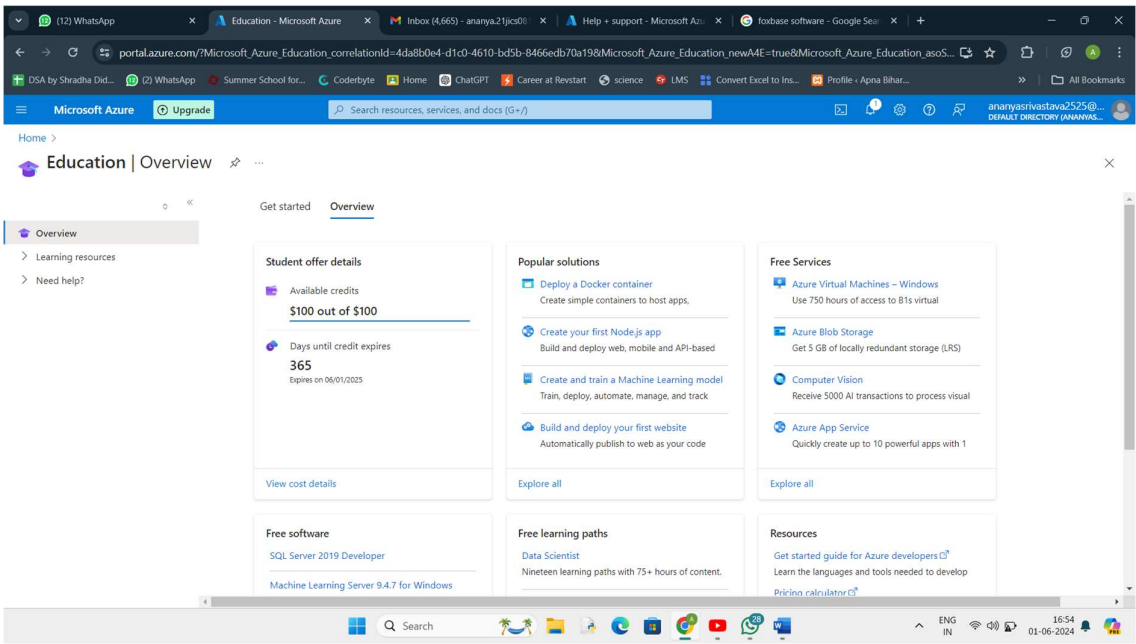 (12) WhatsApp
Education - Microsoft Azure
Inbox (4,665) - ananya.21jics08
Help + support - Microsoft Azu
foxbase software - Google Sear
portal.azure.com/?Microsoft_Azure_Education_correlationId=4da8b0e4-d1c0-4610-bd5b-8466edb70a19&Microsoft_Azure_Education_newA4E=true&Microsoft_Azure_Education_asoS...
DSA by Shradha Did...
(2) WhatsApp
Summer School for...
Coderbyte
Home
ChatGPT
Career at Revstart
science
LMS
Convert Excel to Ins...
Profile ‹ Apna Bihar...
»
All Bookmarks
Microsoft Azure
Upgrade
Search resources, services, and docs (G+/)
1
ananyasrivastava2525@...
DEFAULT DIRECTORY (ANANYAS...
Home >
Education | Overview
...
Get started
Overview
Overview
Learning resources
Need help?
Student offer details
Available credits
$100 out of $100
Days until credit expires
365
Expires on 06/01/2025
View cost details
Popular solutions
Deploy a Docker container
Create simple containers to host apps,
Create your first Node.js app
Build and deploy web, mobile and API-based
Create and train a Machine Learning model
Train, deploy, automate, manage, and track
Build and deploy your first website
Automatically publish to web as your code
Explore all
Free Services
Azure Virtual Machines – Windows
Use 750 hours of access to B1s virtual
Azure Blob Storage
Get 5 GB of locally redundant storage (LRS)
Computer Vision
Receive 5000 AI transactions to process visual
Azure App Service
Quickly create up to 10 powerful apps with 1
Explore all
Free software
SQL Server 2019 Developer
Machine Learning Server 9.4.7 for Windows
Free learning paths
Data Scientist
Nineteen learning paths with 75+ hours of content.
Resources
Get started guide for Azure developers
Learn the languages and tools needed to develop
Pricing calculator
Search
28
ENG
IN
16:54
01-06-2024